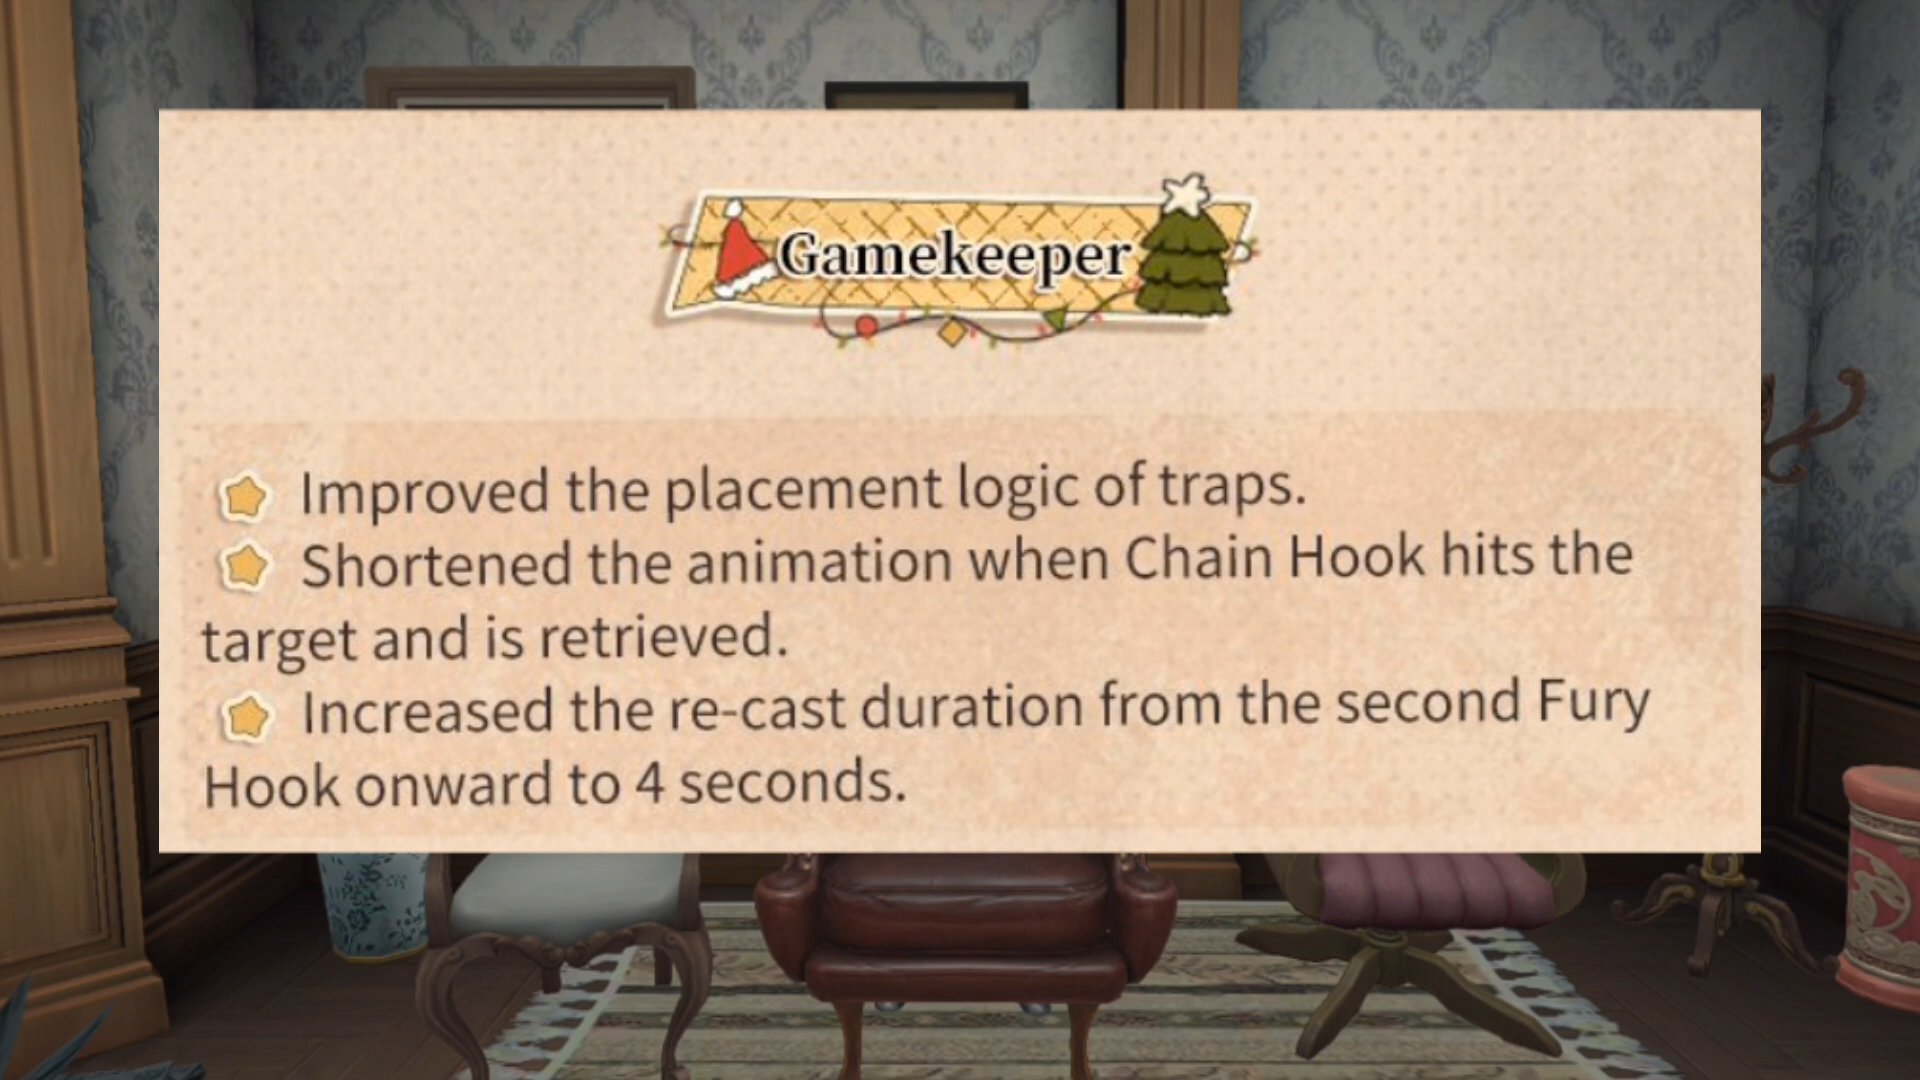 Gamekeeper
Improved the placement logic of traps.
Shortened the animation when Chain Hook hits the
target and is retrieved.
Increased the re-cast duration from the second Fury
Hook onward to 4 seconds.